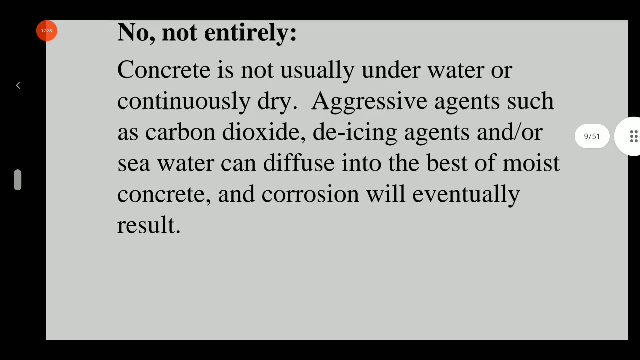 No, not entirely:
Concrete is not usually under water or
continuously dry.  Aggressive agents such
as carbon dioxide, de-icing agents and/or
sea water can diffuse into the best of moist
concrete, and corrosion will eventually
result.
9/51